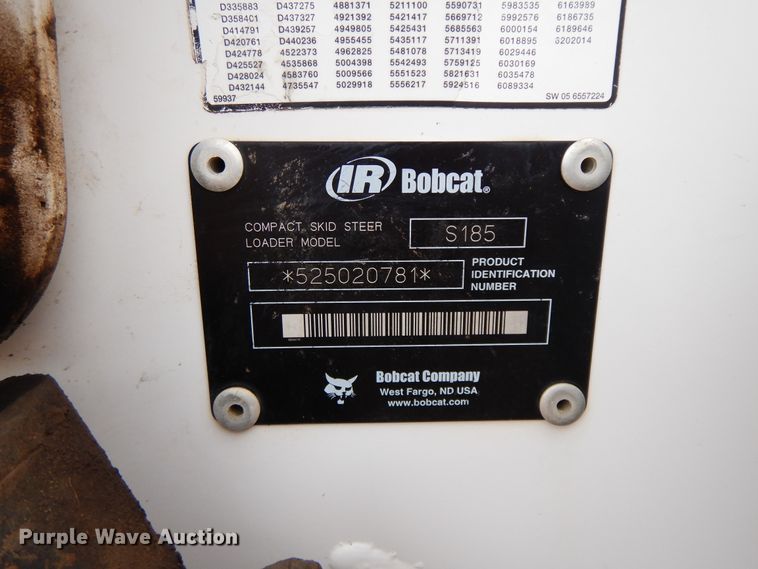 D335883 D437275 4881371 5211100 5590731 5983535 6163989
D358401 D437327 4921392 5421417 5669712 5992576 6186735
D414791 D439257 4949805 5425431 5685563 6000154 6189646
D420761 D440236 4955455 5435117 5711391 6018895 6202014
D424778 4522373 4962825 5481078 5713419 6029446
D425527 4535868 5004398 5542493 5759125 6030169
D428024 4583760 5009566 5551523 5821631 6035478
D432144 4735547 5029918 5556217 5924516 6089334
59937 SW 05 6557224
IR Bobcat®
COMPACT SKID STEER
LOADER MODEL
S185
*525020781*
PRODUCT
IDENTIFICATION
NUMBER
Bobcat Company
West Fargo, ND USA
www.bobcat.com
Purple Wave Auction